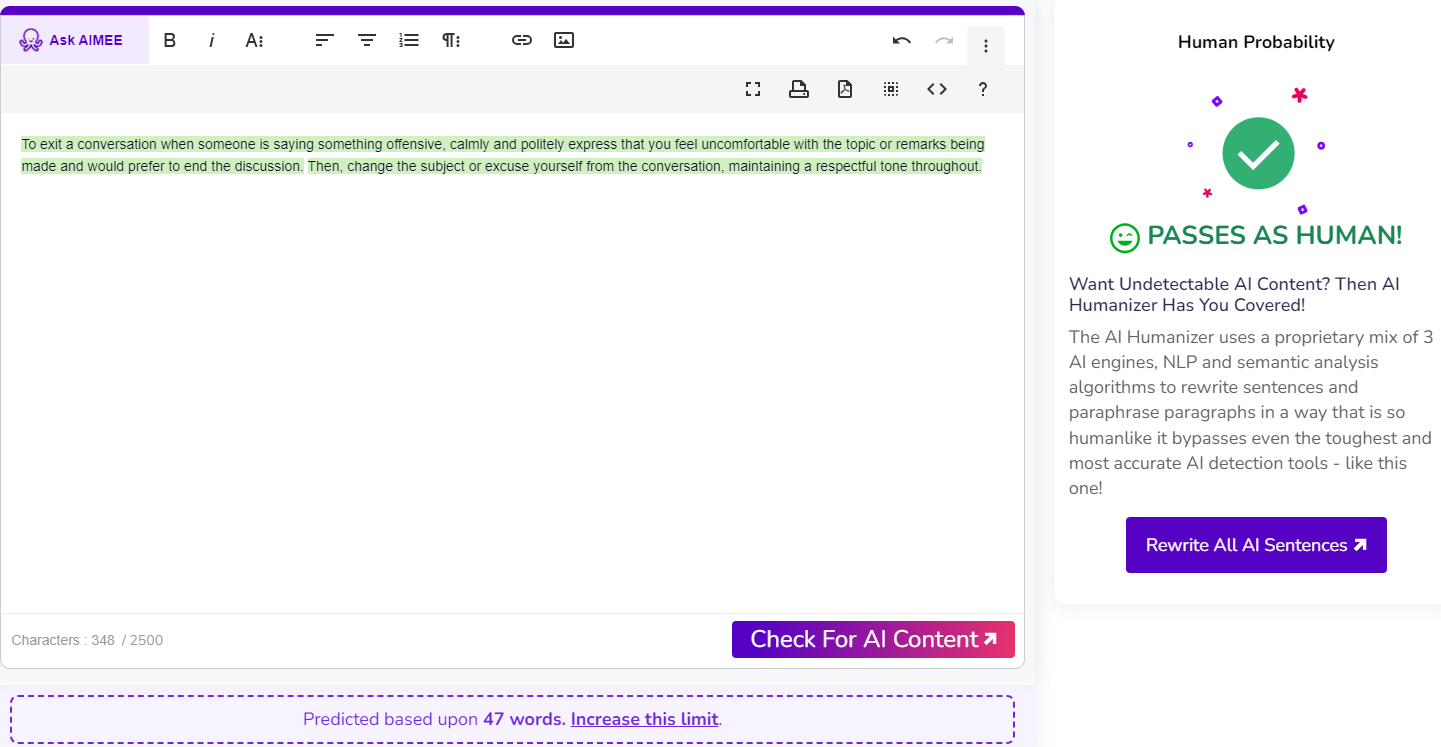 Ask AIMEE
B i A
?
To exit a conversation when someone is saying something offensive, calmly and politely express that you feel uncomfortable with the topic or remarks being
made and would prefer to end the discussion. Then, change the subject or excuse yourself from the conversation, maintaining a respectful tone throughout.
Characters : 348 / 2500
Check For AI Content
Predicted based upon 47 words. Increase this limit.
Human Probability
PASSES AS HUMAN!
Want Undetectable AI Content? Then AI
Humanizer Has You Covered!
The AI Humanizer uses a proprietary mix of 3
AI engines, NLP and semantic analysis
algorithms to rewrite sentences and
paraphrase paragraphs in a way that is so
humanlike it bypasses even the toughest and
most accurate AI detection tools - like this
one!
Rewrite All AI Sentences